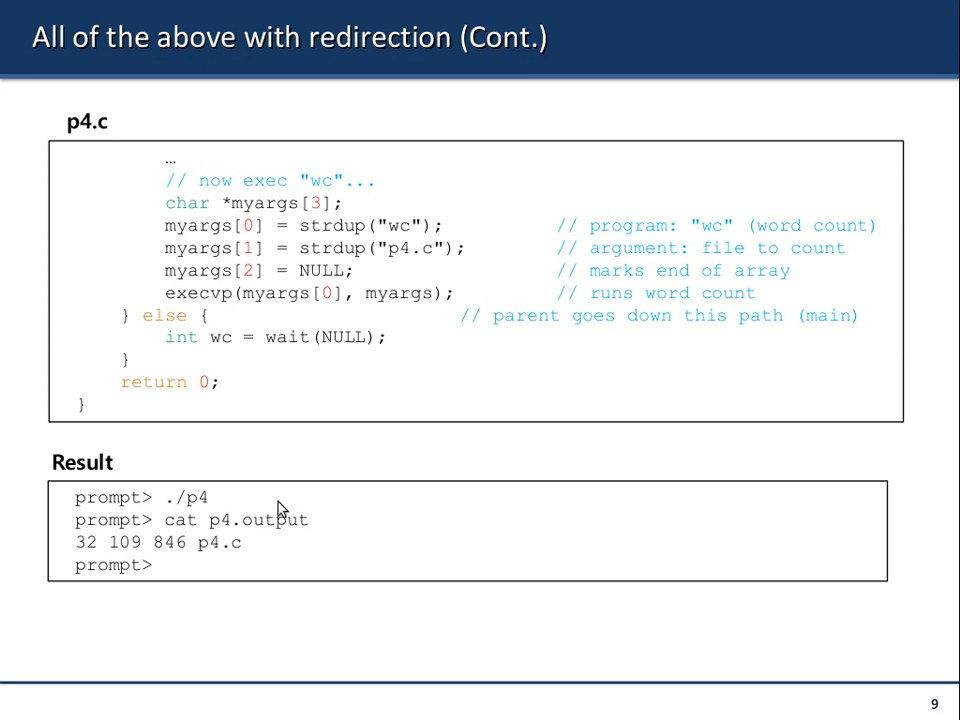 All of the above with redirection (Cont.)
p4.c
…
// now exec "wc"...
char *myargs[3];
myargs[0] = strdup("wc"); // program: "wc" (word count)
myargs[1] = strdup("p4.c"); // argument: file to count
myargs[2] = NULL; // marks end of array
execvp(myargs[0], myargs); // runs word count
} else { // parent goes down this path (main)
int wc = wait(NULL);
}
return 0;
}
Result
prompt> ./p4
prompt> cat p4.output
32 109 846 p4.c
prompt>
9